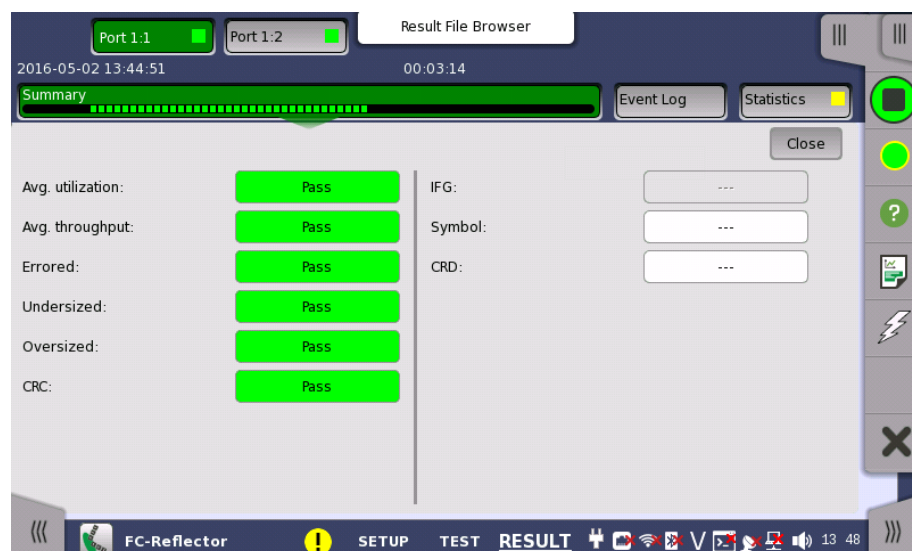 Port 1:1 Port 1:2 Result File Browser
2016-05-02 13:44:51 00:03:14
Summary Event Log Statistics
Close
Avg. utilization: Pass IFG: ---
Avg. throughput: Pass Symbol: ---
Errored: Pass CRD: ---
Undersized: Pass
Oversized: Pass
CRC: Pass
FC-Reflector SETUP TEST RESULT 13 48